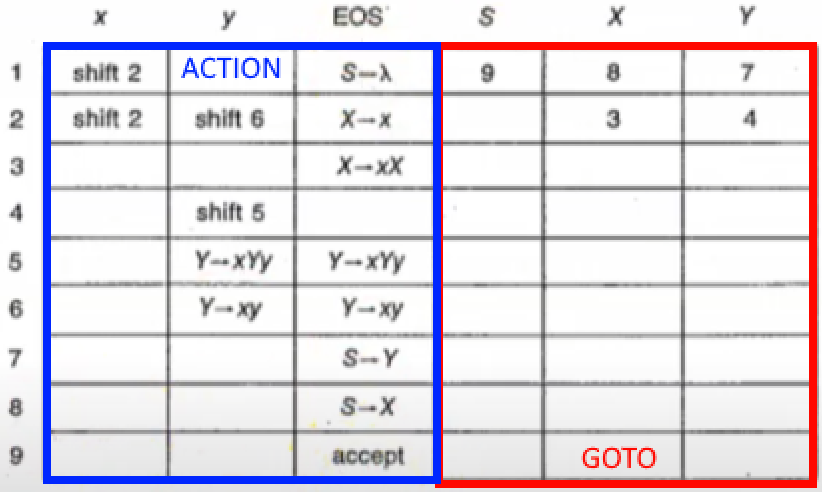 x y EOS S X Y
1 shift 2 ACTION S→λ 9 8 7
2 shift 2 shift 6 X→x 3 4
3 X→xX
4 shift 5
5 Y→xYy Y→xYy
6 Y→xy Y→xy
7 S→Y
8 S→X
9 accept GOTO